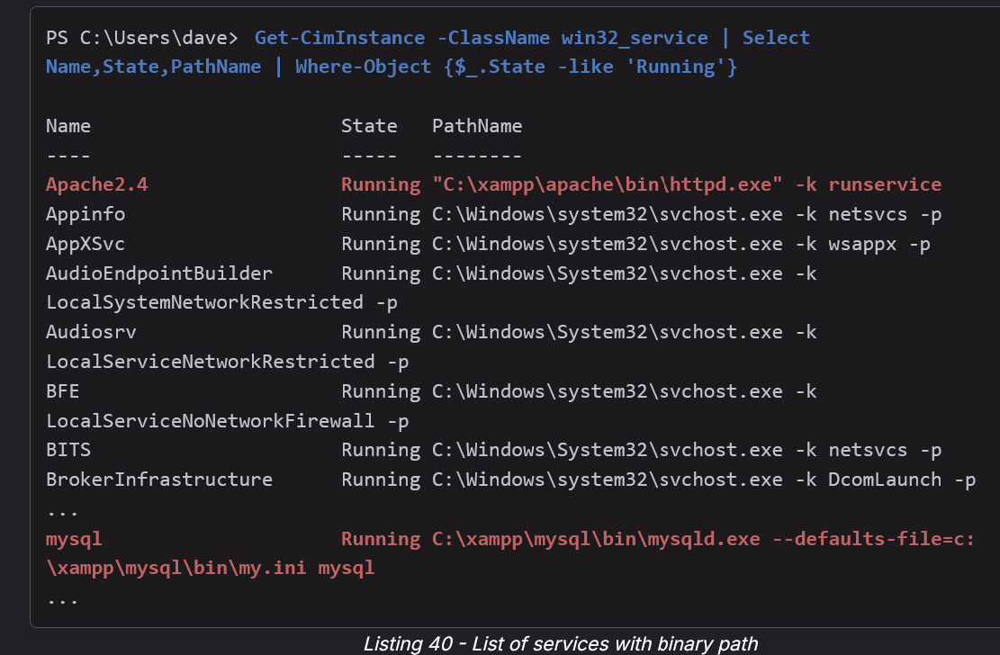 PS C:\Users\dave> Get-CimInstance -ClassName win32_service | Select
Name,State,PathName | Where-Object {$_.State -like 'Running'}
Name State PathName
---- ----- --------
Apache2.4 Running "C:\xampp\apache\bin\httpd.exe" -k runservice
Appinfo Running C:\Windows\system32\svchost.exe -k netsvcs -p
AppXSvc Running C:\Windows\system32\svchost.exe -k wsappx -p
AudioEndpointBuilder Running C:\Windows\System32\svchost.exe -k
LocalSystemNetworkRestricted -p
Audiosrv Running C:\Windows\System32\svchost.exe -k
LocalServiceNetworkRestricted -p
BFE Running C:\Windows\system32\svchost.exe -k
LocalServiceNoNetworkFirewall -p
BITS Running C:\Windows\System32\svchost.exe -k netsvcs -p
BrokerInfrastructure Running C:\Windows\system32\svchost.exe -k DcomLaunch -p
...
mysql Running C:\xampp\mysql\bin\mysqld.exe --defaults-file=c:
\xampp\mysql\bin\my.ini mysql
...
Listing 40 - List of services with binary path